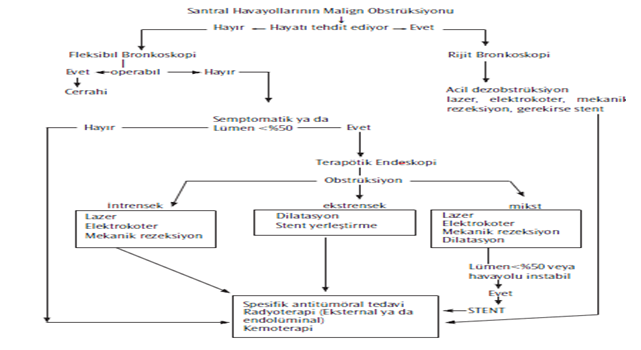 Santral Havayollarının Malign Obstrüksiyonu
Hayır Hayatı tehdit ediyor Evet
Fleksibıl Bronkoskopi
Rijit Bronkoskopi
Evet operabıl Hayır
Cerrahi
Acil dezobstrüksiyon
lazer, elektrokoter, mekanik
rezeksiyon, gerekirse stent
Semptomatik ya da
Lümen <%50
Hayır
Evet
Terapötik Endeskopi
Obstrüksiyon
intrensek
Lazer
Elektrokoter
Mekanik rezeksiyon
ekstrensek
Dilatasyon
Stent yerleştirme
mikst
Lazer
Elektrokoter
Mekanik rezeksiyon
Dilatasyon
Lümen<%50 veya
havayolu instabil
Evet
STENT
Spesifik antitümöral tedavi
Radyoterapi (Eksternal ya da
endolüminal)
Kemoterapi